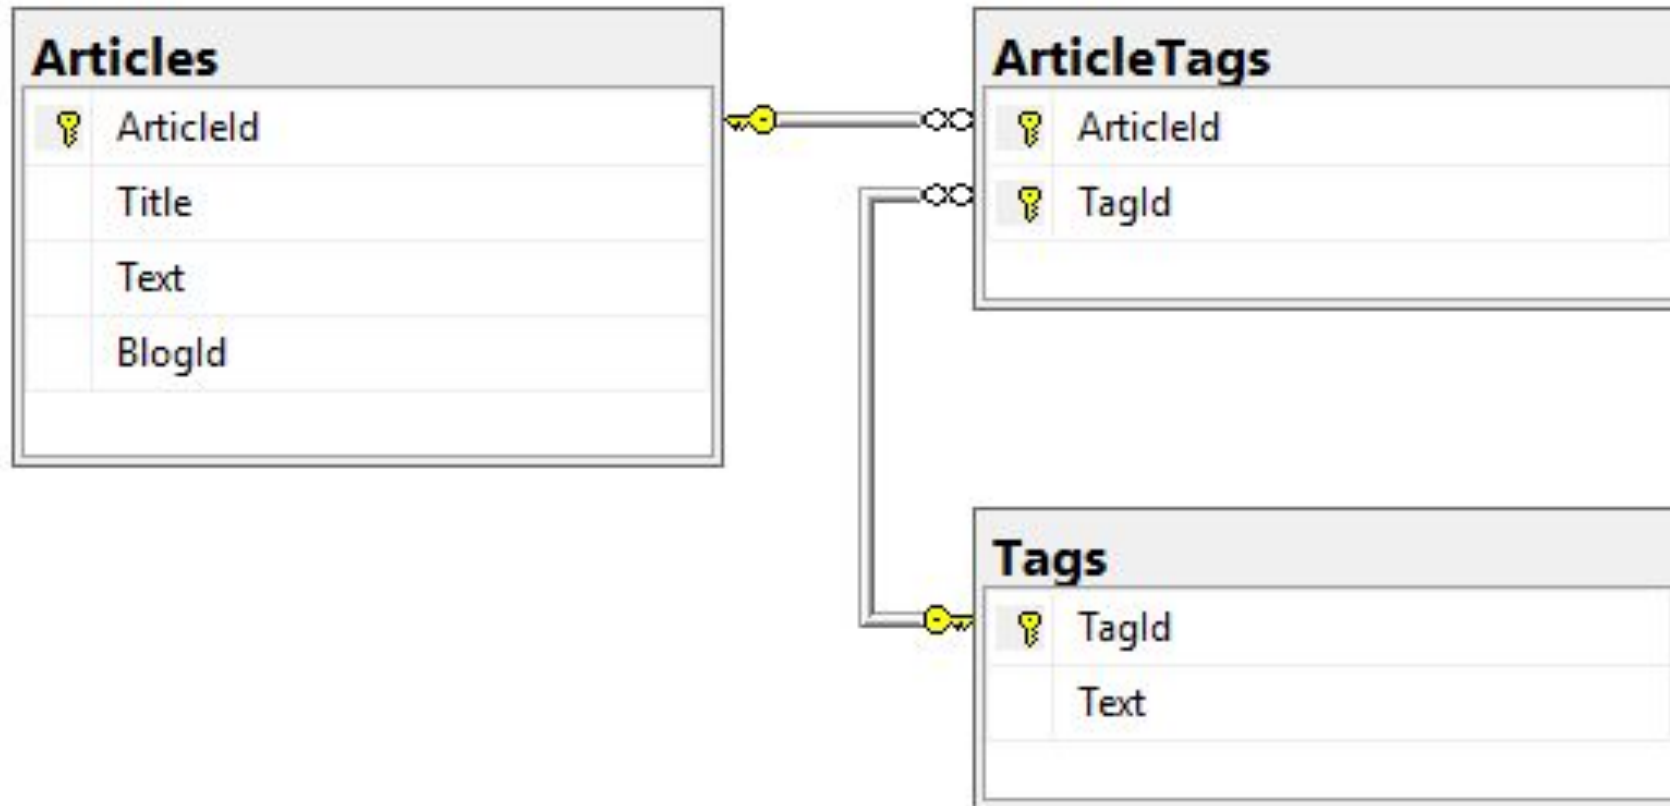 Articles
ArticleId
Title
Text
BlogId
ArticleTags
ArticleId
TagId
Tags
TagId
Text